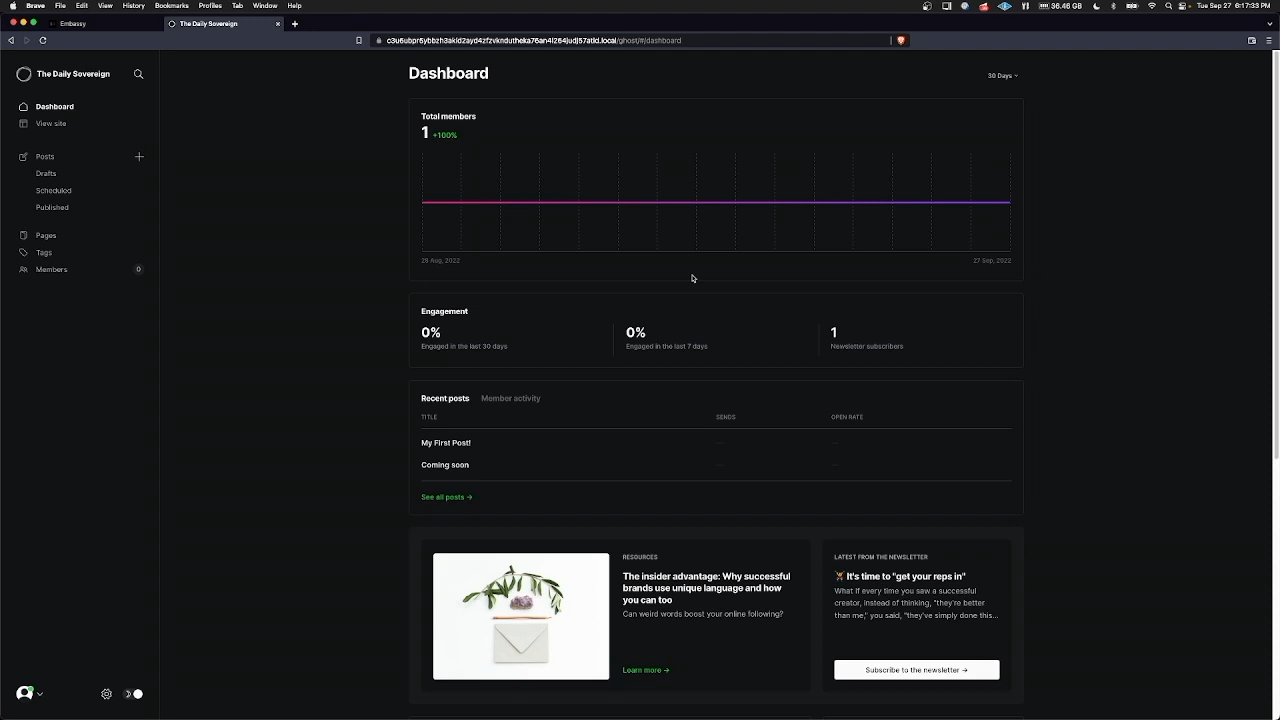 Brave File Edit View History Bookmarks Profiles Tab Window Help
36.46 GB Tue Sep 27 6:17:33 PM
Embassy
The Daily Sovereign
/ghost/#/dashboard
The Daily Sovereign
Dashboard
View site
Posts
Drafts
Scheduled
Published
Pages
Tags
Members 0
Dashboard
30 Days
Total members
1 +100%
28 Aug, 2022
27 Sep, 2022
Engagement
0%
Engaged in the last 30 days
0%
Engaged in the last 7 days
1
Newsletter subscribers
Recent posts Member activity
TITLE SENDS OPEN RATE
My First Post! —
Coming soon —
See all posts →
RESOURCES
The insider advantage: Why successful
brands use unique language and how
you can too
Can weird words boost your online following?
Learn more →
LATEST FROM THE NEWSLETTER
🏋️ It's time to "get your reps in"
What if every time you saw a successful
creator, instead of thinking, "they're better
than me," you said, "they've simply done this...
Subscribe to the newsletter →